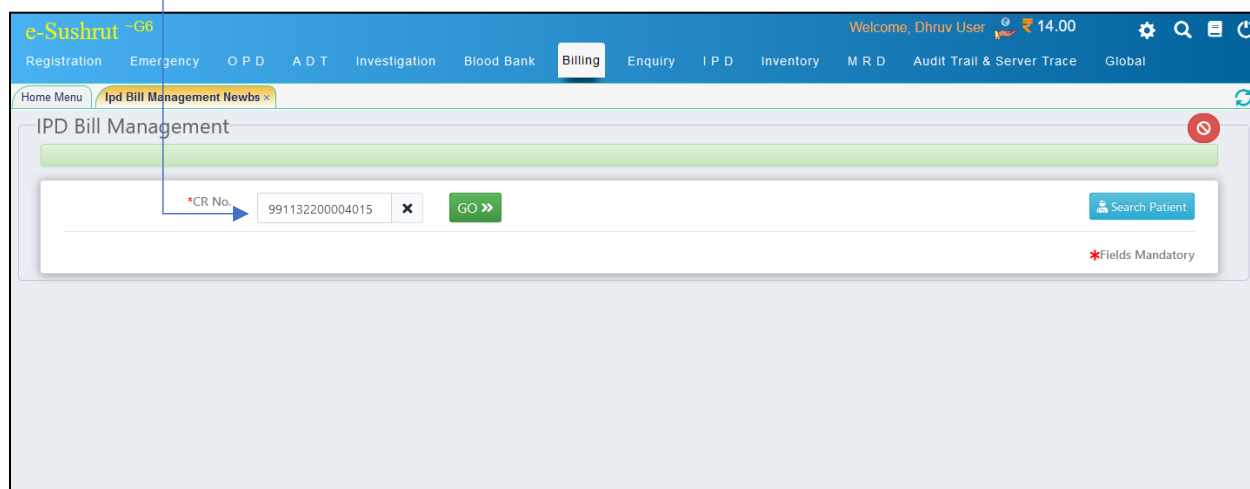 e-Sushrut ~G6 Welcome, Dhruv User ₹ 14.00
Registration Emergency O P D A D T Investigation Blood Bank Billing Enquiry I P D Inventory M R D Audit Trail & Server Trace Global
Home Menu Ipd Bill Management Newbs ×
IPD Bill Management
*CR No. 991132200004015 GO Search Patient
*Fields Mandatory